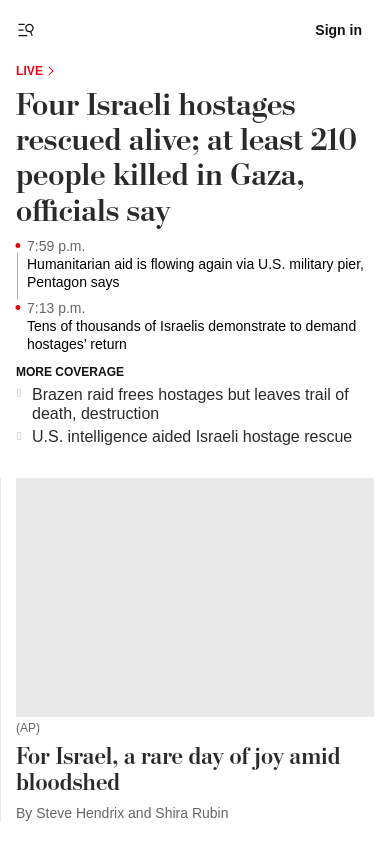 Sign in
LIVE
Four Israeli hostages
rescued alive; at least 210
people killed in Gaza,
officials say
7:59 p.m.
Humanitarian aid is flowing again via U.S. military pier,
Pentagon says
7:13 p.m.
Tens of thousands of Israelis demonstrate to demand
hostages’ return
MORE COVERAGE
Brazen raid frees hostages but leaves trail of
death, destruction
U.S. intelligence aided Israeli hostage rescue
(AP)
For Israel, a rare day of joy amid
bloodshed
By Steve Hendrix and Shira Rubin